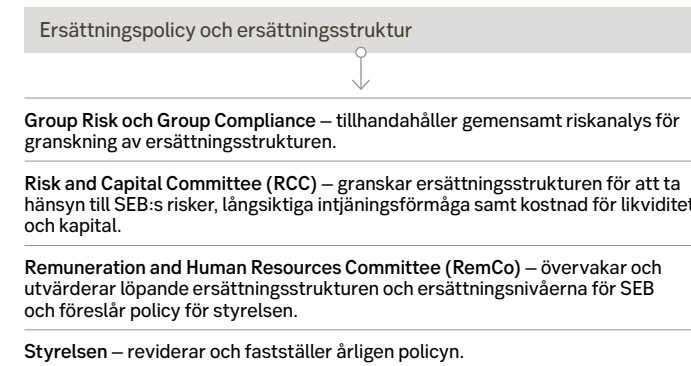 Ersättningspolicy och ersättningsstruktur
Group Risk och Group Compliance – tillhandahåller gemensamt riskanalys för
granskning av ersättningsstrukturen.
Risk and Capital Committee (RCC) – granskar ersättningsstrukturen för att ta
hänsyn till SEB:s risker, långsiktiga intjäningsförmåga samt kostnad för likviditet
och kapital.
Remuneration and Human Resources Committee (RemCo) – övervakar och
utvärderar löpande ersättningsstrukturen och ersättningsnivåerna för SEB
och föreslår policy för styrelsen.
Styrelsen – reviderar och fastställer årligen policyn.